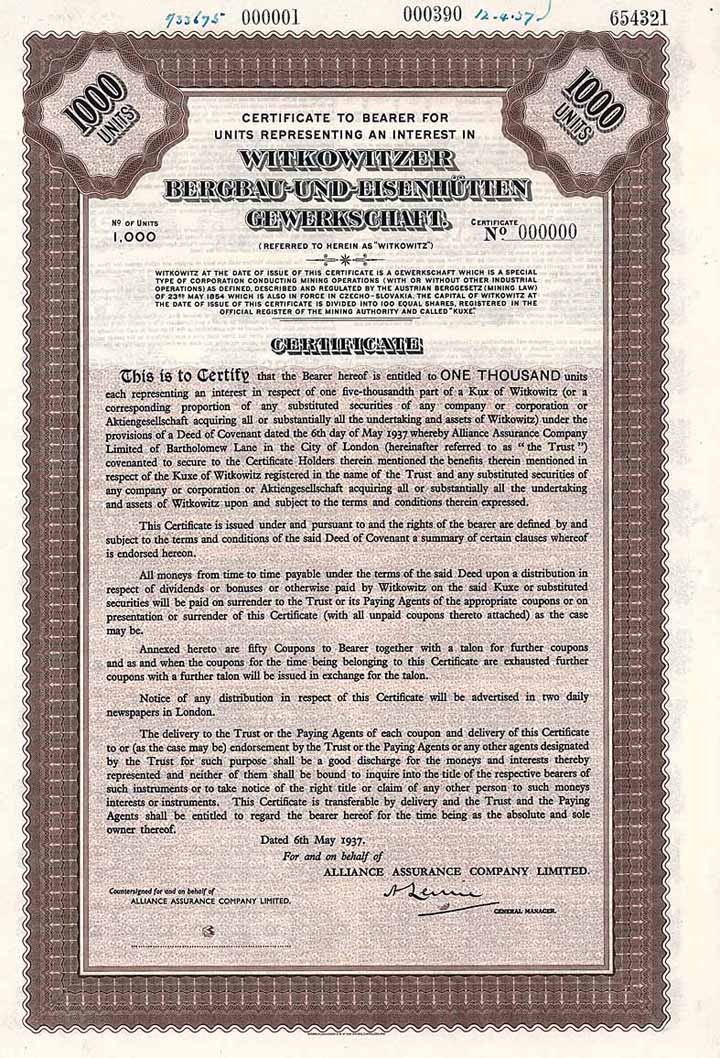 733675 000001 000390 12.4.37 654321
1000 UNITS
1000 UNITS
CERTIFICATE TO BEARER FOR
UNITS REPRESENTING AN INTEREST IN
WITKOWITZER
BERGBAU-UND-EISENHÜTTEN
GEWERKSCHAFT.
Nº OF UNITS
1.000
CERTIFICATE
Nº 000000
(REFERRED TO HEREIN AS "WITKOWITZ")
WITKOWITZ AT THE DATE OF ISSUE OF THIS CERTIFICATE IS A GEWERKSCHAFT WHICH IS A SPECIAL
TYPE OF CORPORATION CONDUCTING MINING OPERATIONS (WITH OR WITHOUT OTHER INDUSTRIAL
OPERATIONS) AS DEFINED, DESCRIBED AND REGULATED BY THE AUSTRIAN BERGGESETZ (MINING LAW)
OF 23RD MAY 1854 WHICH IS ALSO IN FORCE IN CZECHO-SLOVAKIA. THE CAPITAL OF WITKOWITZ AT
THE DATE OF ISSUE OF THIS CERTIFICATE IS DIVIDED INTO 100 EQUAL SHARES, REGISTERED IN THE
OFFICIAL REGISTER OF THE MINING AUTHORITY AND CALLED "KUXE."
CERTIFICATE
This is to Certify that the Bearer hereof is entitled to ONE THOUSAND units
each representing an interest in respect of one five-thousandth part of a Kux of Witkowitz (or a
corresponding proportion of any substituted securities of any company or corporation or
Aktiengesellschaft acquiring all or substantially all the undertaking and assets of Witkowitz) under the
provisions of a Deed of Covenant dated the 6th day of May 1937 whereby Alliance Assurance Company
Limited of Bartholomew Lane in the City of London (hereinafter referred to as "the Trust")
covenanted to secure to the Certificate Holders therein mentioned the benefits therein mentioned in
respect of the Kuxe of Witkowitz registered in the name of the Trust and any substituted securities of
any company or corporation or Aktiengesellschaft acquiring all or substantially all the undertaking
and assets of Witkowitz upon and subject to the terms and conditions therein expressed.
This Certificate is issued under and pursuant to and the rights of the bearer are defined by and
subject to the terms and conditions of the said Deed of Covenant a summary of certain clauses whereof
is endorsed hereon.
All moneys from time to time payable under the terms of the said Deed upon a distribution in
respect of dividends or bonuses or otherwise paid by Witkowitz on the said Kuxe or substituted
securities will be paid on surrender to the Trust or its Paying Agents of the appropriate coupons or on
presentation or surrender of this Certificate (with all unpaid coupons thereto attached) as the case
may be.
Annexed hereto are fifty Coupons to Bearer together with a talon for further coupons
and as and when the coupons for the time being belonging to this Certificate are exhausted further
coupons with a further talon will be issued in exchange for the talon.
Notice of any distribution in respect of this Certificate will be advertised in two daily
newspapers in London.
The delivery to the Trust or the Paying Agents of each coupon and delivery of this Certificate
to or (as the case may be) endorsement by the Trust or the Paying Agents or any other agents designated
by the Trust for such purpose shall be a good discharge for the moneys and interests thereby
represented and neither of them shall be bound to inquire into the title of the respective bearers of
such instruments or to take notice of the right title or claim of any other person to such moneys
interests or instruments. This Certificate is transferable by delivery and the Trust and the Paying
Agents shall be entitled to regard the bearer hereof for the time being as the absolute and sole
owner thereof.
Dated 6th May 1937.
For and on behalf of
ALLIANCE ASSURANCE COMPANY LIMITED.
Countersigned for and on behalf of
ALLIANCE ASSURANCE COMPANY LIMITED.
GENERAL MANAGER.